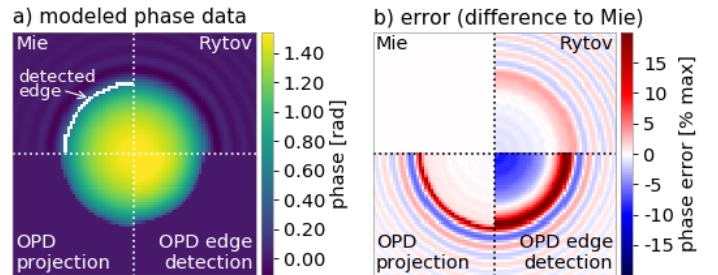 a) modeled phase data
Mie
Rytov
detected
edge
OPD
projection
OPD edge
detection
1.40
1.20
1.00
0.80
0.60
0.40
0.20
0.00
phase [rad]
b) error (difference to Mie)
Mie
Rytov
OPD
projection
OPD edge
detection
15
10
5
0
−5
−10
−15
phase error [% max]